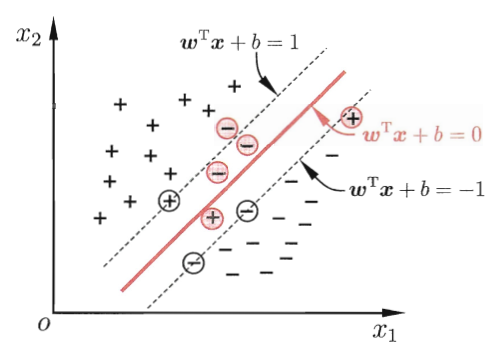 x₂
𝒘ᵀ𝒙 + b = 1
𝒘ᵀ𝒙 + b = 0
𝒘ᵀ𝒙 + b = −1
O
x₁